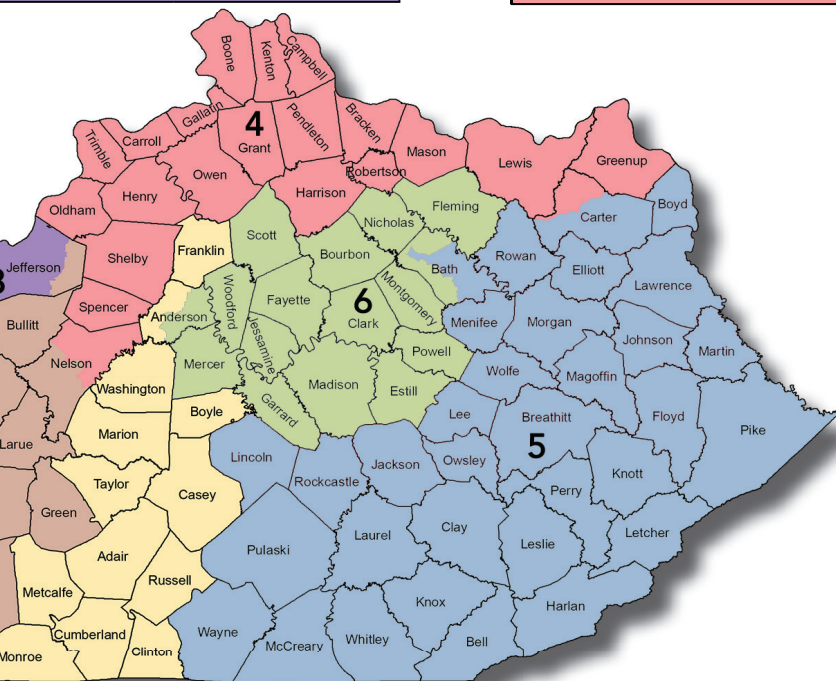 Boone
Kenton
Campbell
Gallatin
4
Grant
Pendleton
Bracken
Trimble
Carroll
Owen
Robertson
Mason
Lewis
Greenup
Henry
Harrison
Oldham
Fleming
Carter
Boyd
Nicholas
Scott
Franklin
Shelby
Jefferson
Bourbon
Bath
Rowan
Elliott
Lawrence
Spencer
Anderson
Woodford
Fayette
6
Clark
Montgomery
Menifee
Morgan
Bullitt
Jessamine
Johnson
Martin
Nelson
Mercer
Powell
Wolfe
Magoffin
Washington
Madison
Estill
Boyle
Garrard
Lee
Breathitt
5
Floyd
Pike
Larue
Marion
Lincoln
Rockcastle
Jackson
Owsley
Knott
Taylor
Casey
Perry
Green
Clay
Laurel
Leslie
Letcher
Adair
Pulaski
Russell
Metcalfe
Knox
Harlan
Cumberland
Wayne
McCreary
Whitley
Bell
Clinton
Monroe